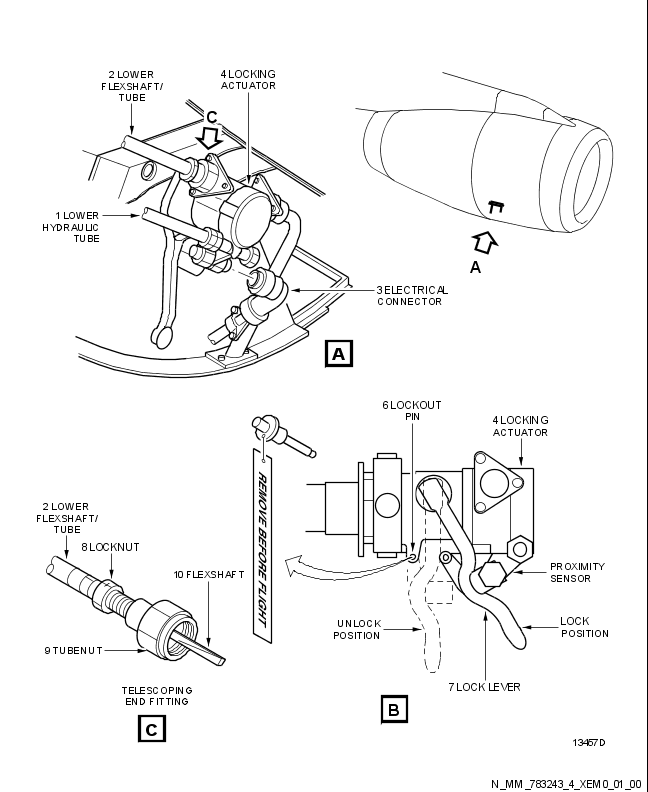 2 LOWER
FLEXSHAFT/
TUBE
4 LOCKING
ACTUATOR
C
1 LOWER
HYDRAULIC
TUBE
A
3 ELECTRICAL
CONNECTOR
A
6 LOCKOUT
PIN
4 LOCKING
ACTUATOR
REMOVE BEFORE FLIGHT
2 LOWER
FLEXSHAFT/
TUBE
8 LOCKNUT
10 FLEXSHAFT
PROXIMITY
SENSOR
UNLOCK
POSITION
LOCK
POSITION
9 TUBENUT
7 LOCK LEVER
TELESCOPING
END FITTING
C
B
13457D
N_MM_783243_4_XEM0_01_00